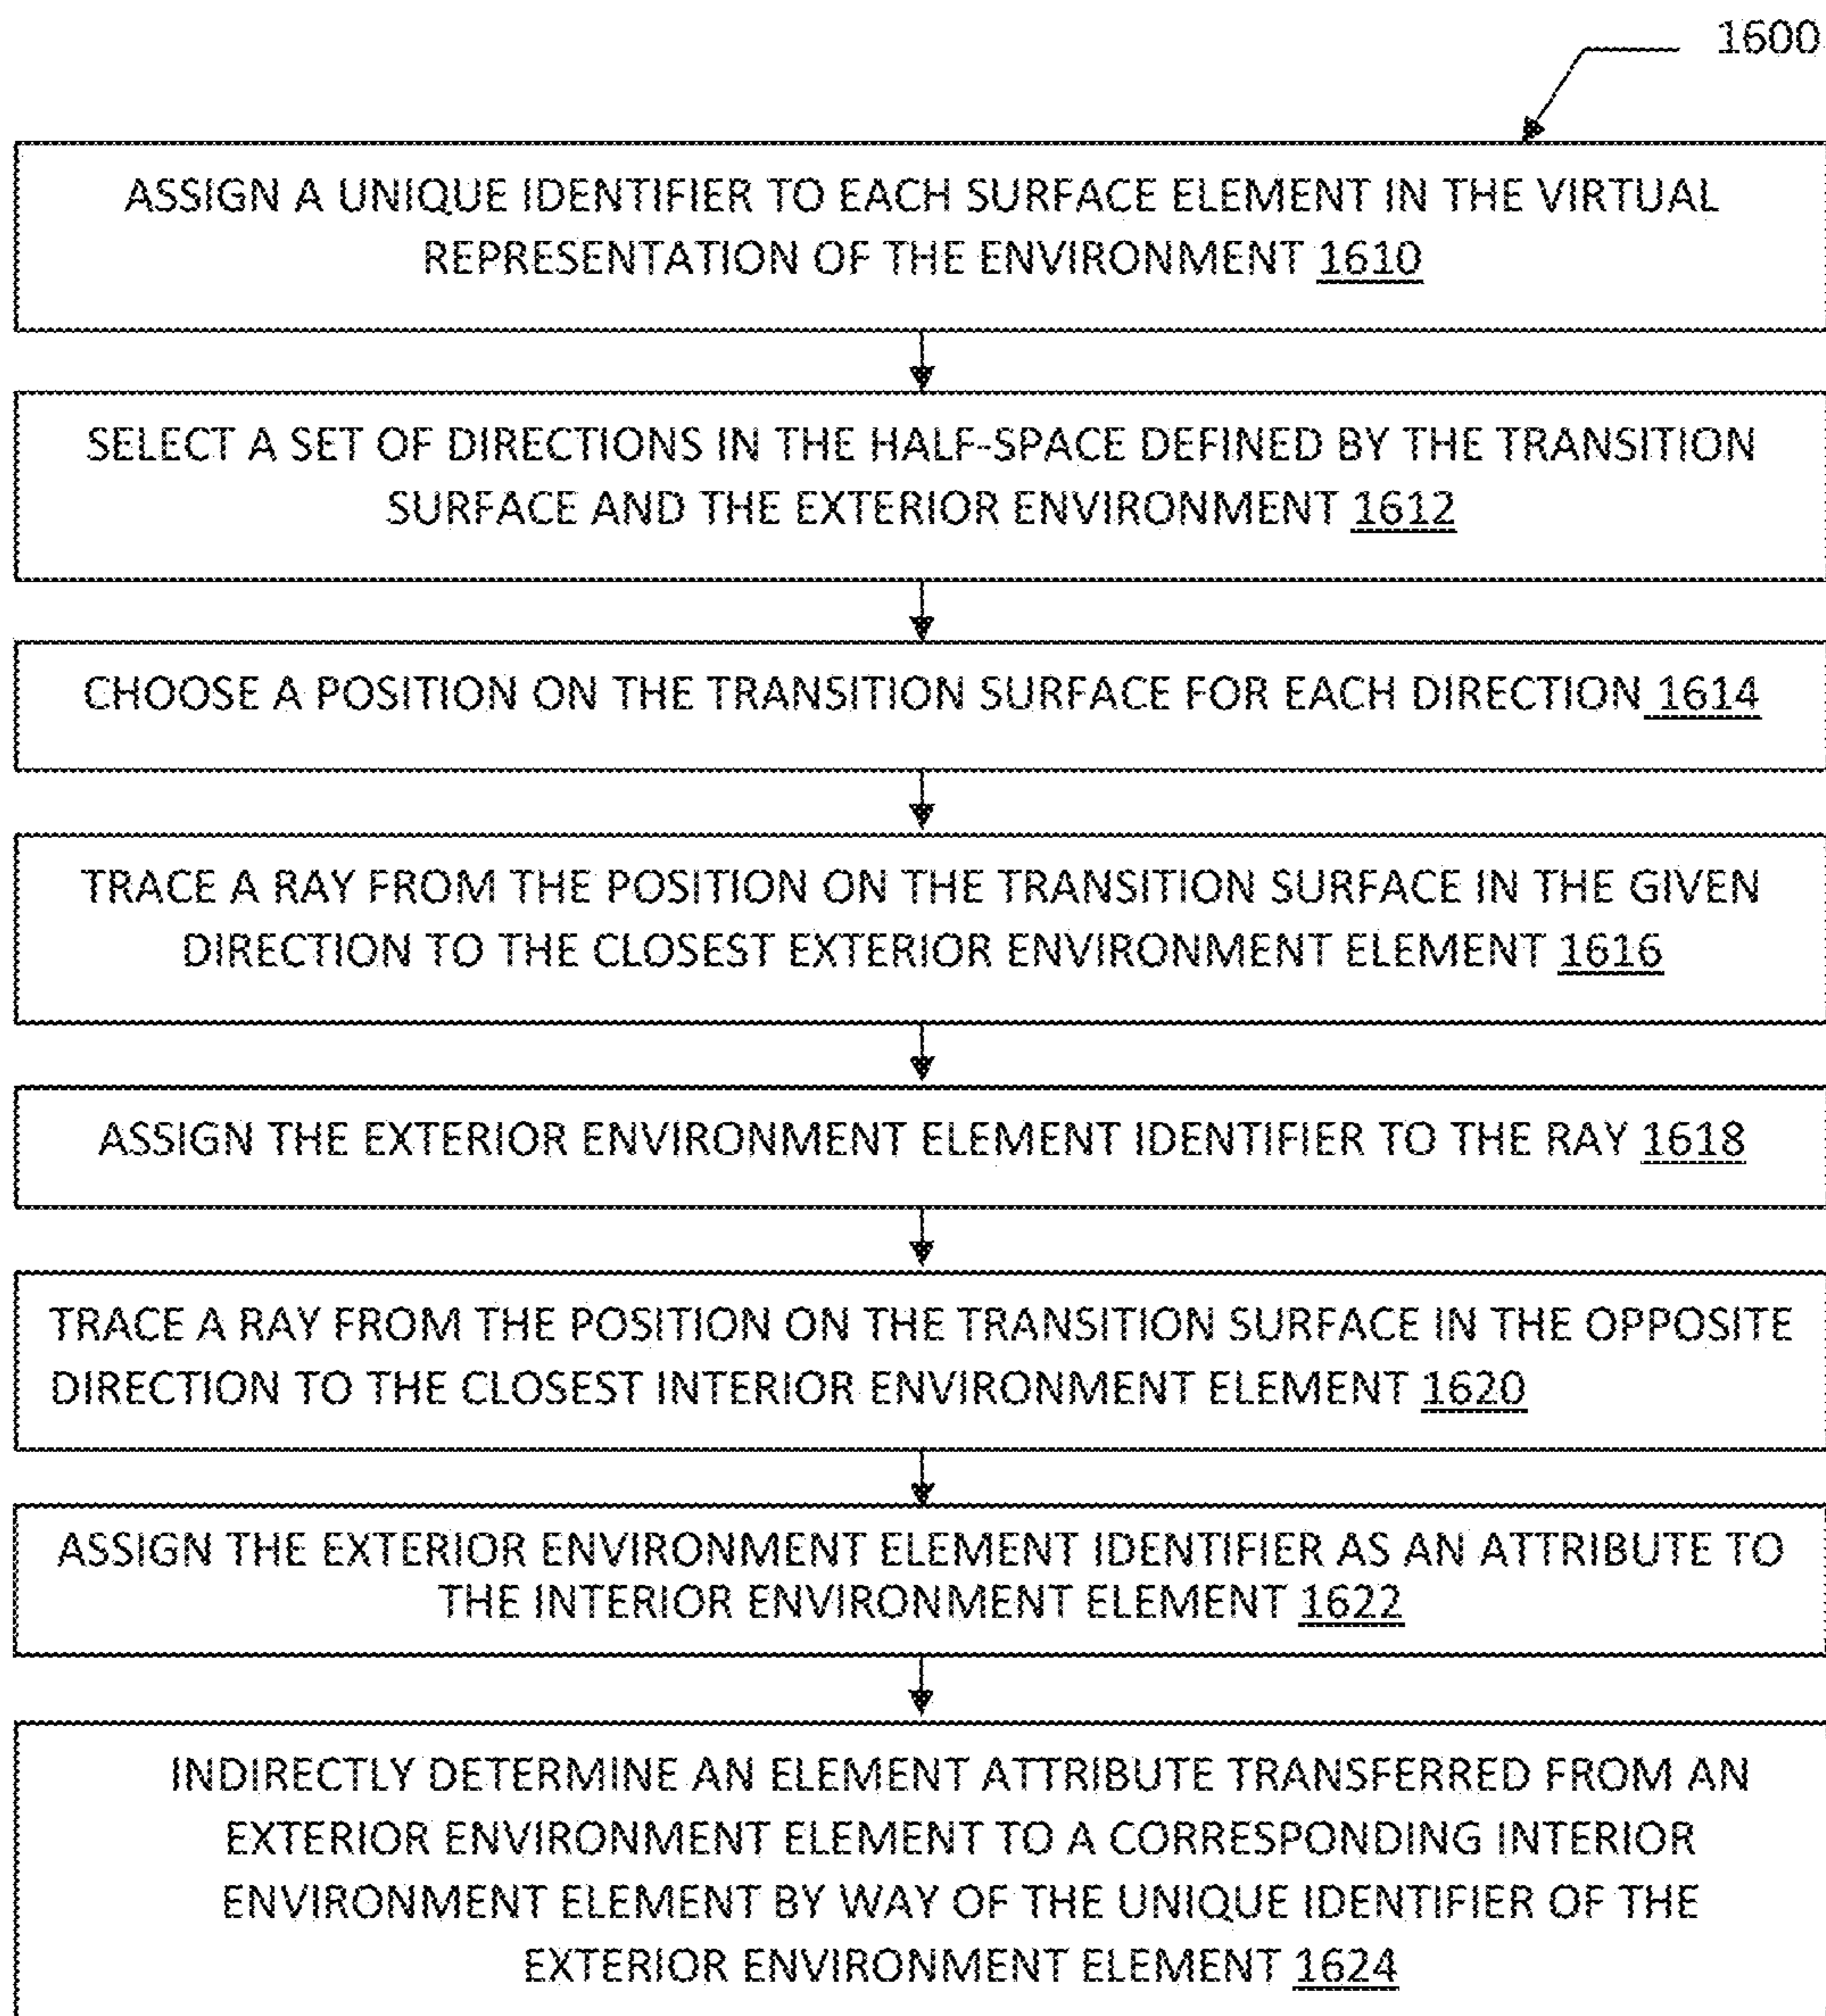 1600
ASSIGN A UNIQUE IDENTIFIER TO EACH SURFACE ELEMENT IN THE VIRTUAL
REPRESENTATION OF THE ENVIRONMENT 1610
SELECT A SET OF DIRECTIONS IN THE HALF-SPACE DEFINED BY THE TRANSITION
SURFACE AND THE EXTERIOR ENVIRONMENT 1612
CHOOSE A POSITION ON THE TRANSITION SURFACE FOR EACH DIRECTION 1614
TRACE A RAY FROM THE POSITION ON THE TRANSITION SURFACE IN THE GIVEN
DIRECTION TO THE CLOSEST EXTERIOR ENVIRONMENT ELEMENT 1616
ASSIGN THE EXTERIOR ENVIRONMENT ELEMENT IDENTIFIER TO THE RAY 1618
TRACE A RAY FROM THE POSITION ON THE TRANSITION SURFACE IN THE OPPOSITE
DIRECTION TO THE CLOSEST INTERIOR ENVIRONMENT ELEMENT 1620
ASSIGN THE EXTERIOR ENVIRONMENT ELEMENT IDENTIFIER AS AN ATTRIBUTE TO
THE INTERIOR ENVIRONMENT ELEMENT 1622
INDIRECTLY DETERMINE AN ELEMENT ATTRIBUTE TRANSFERRED FROM AN
EXTERIOR ENVIRONMENT ELEMENT TO A CORRESPONDING INTERIOR
ENVIRONMENT ELEMENT BY WAY OF THE UNIQUE IDENTIFIER OF THE
EXTERIOR ENVIRONMENT ELEMENT 1624